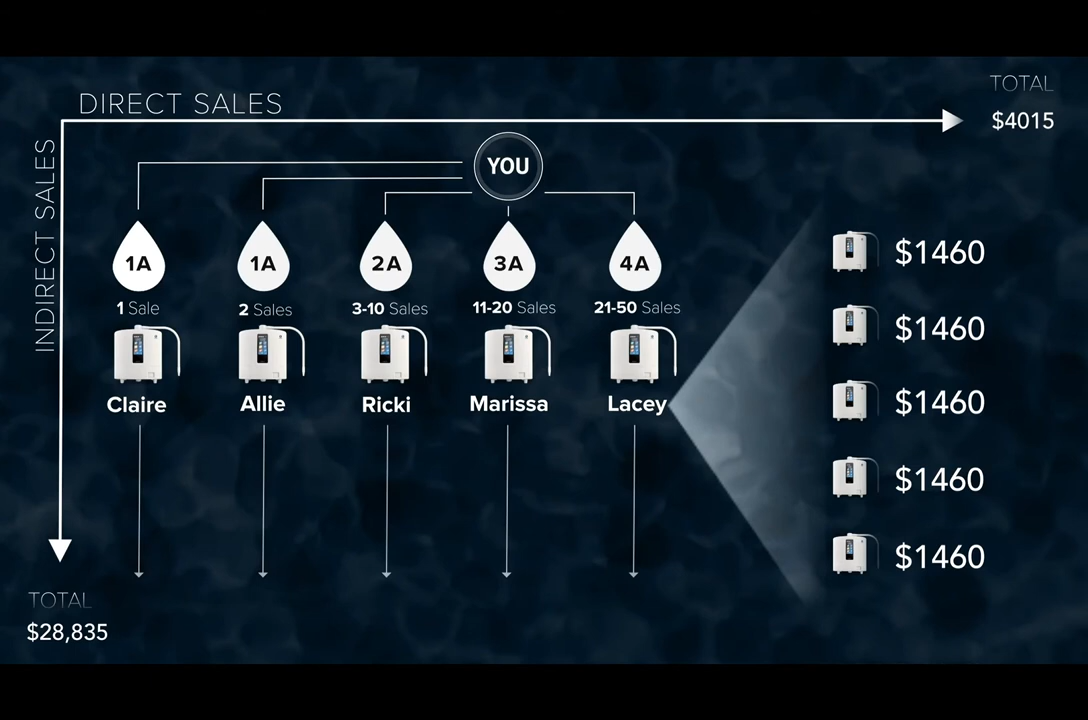 DIRECT SALES
TOTAL
$4015
INDIRECT SALES
YOU
1A
1A
2A
3A
4A
1 Sale
2 Sales
3-10 Sales
11-20 Sales
21-50 Sales
Claire
Allie
Ricki
Marissa
Lacey
$1460
$1460
$1460
$1460
$1460
TOTAL
$28,835